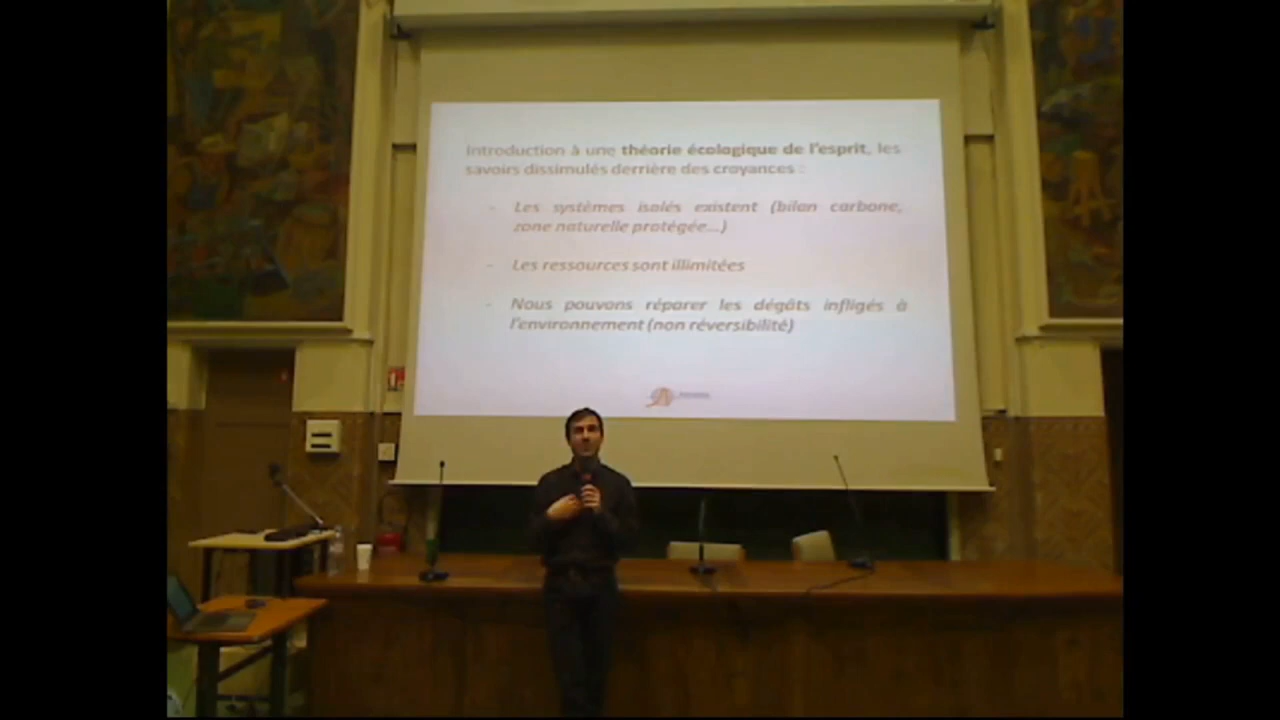 Introduction à une théorie écologique de l'esprit, les
savoirs dissimulés derrière des croyances :
- Les systèmes isolés existent (bilan carbone,
zone naturelle protégée...)
- Les ressources sont illimitées
- Nous pouvons réparer les dégâts infligés à
l'environnement (non réversibilité)